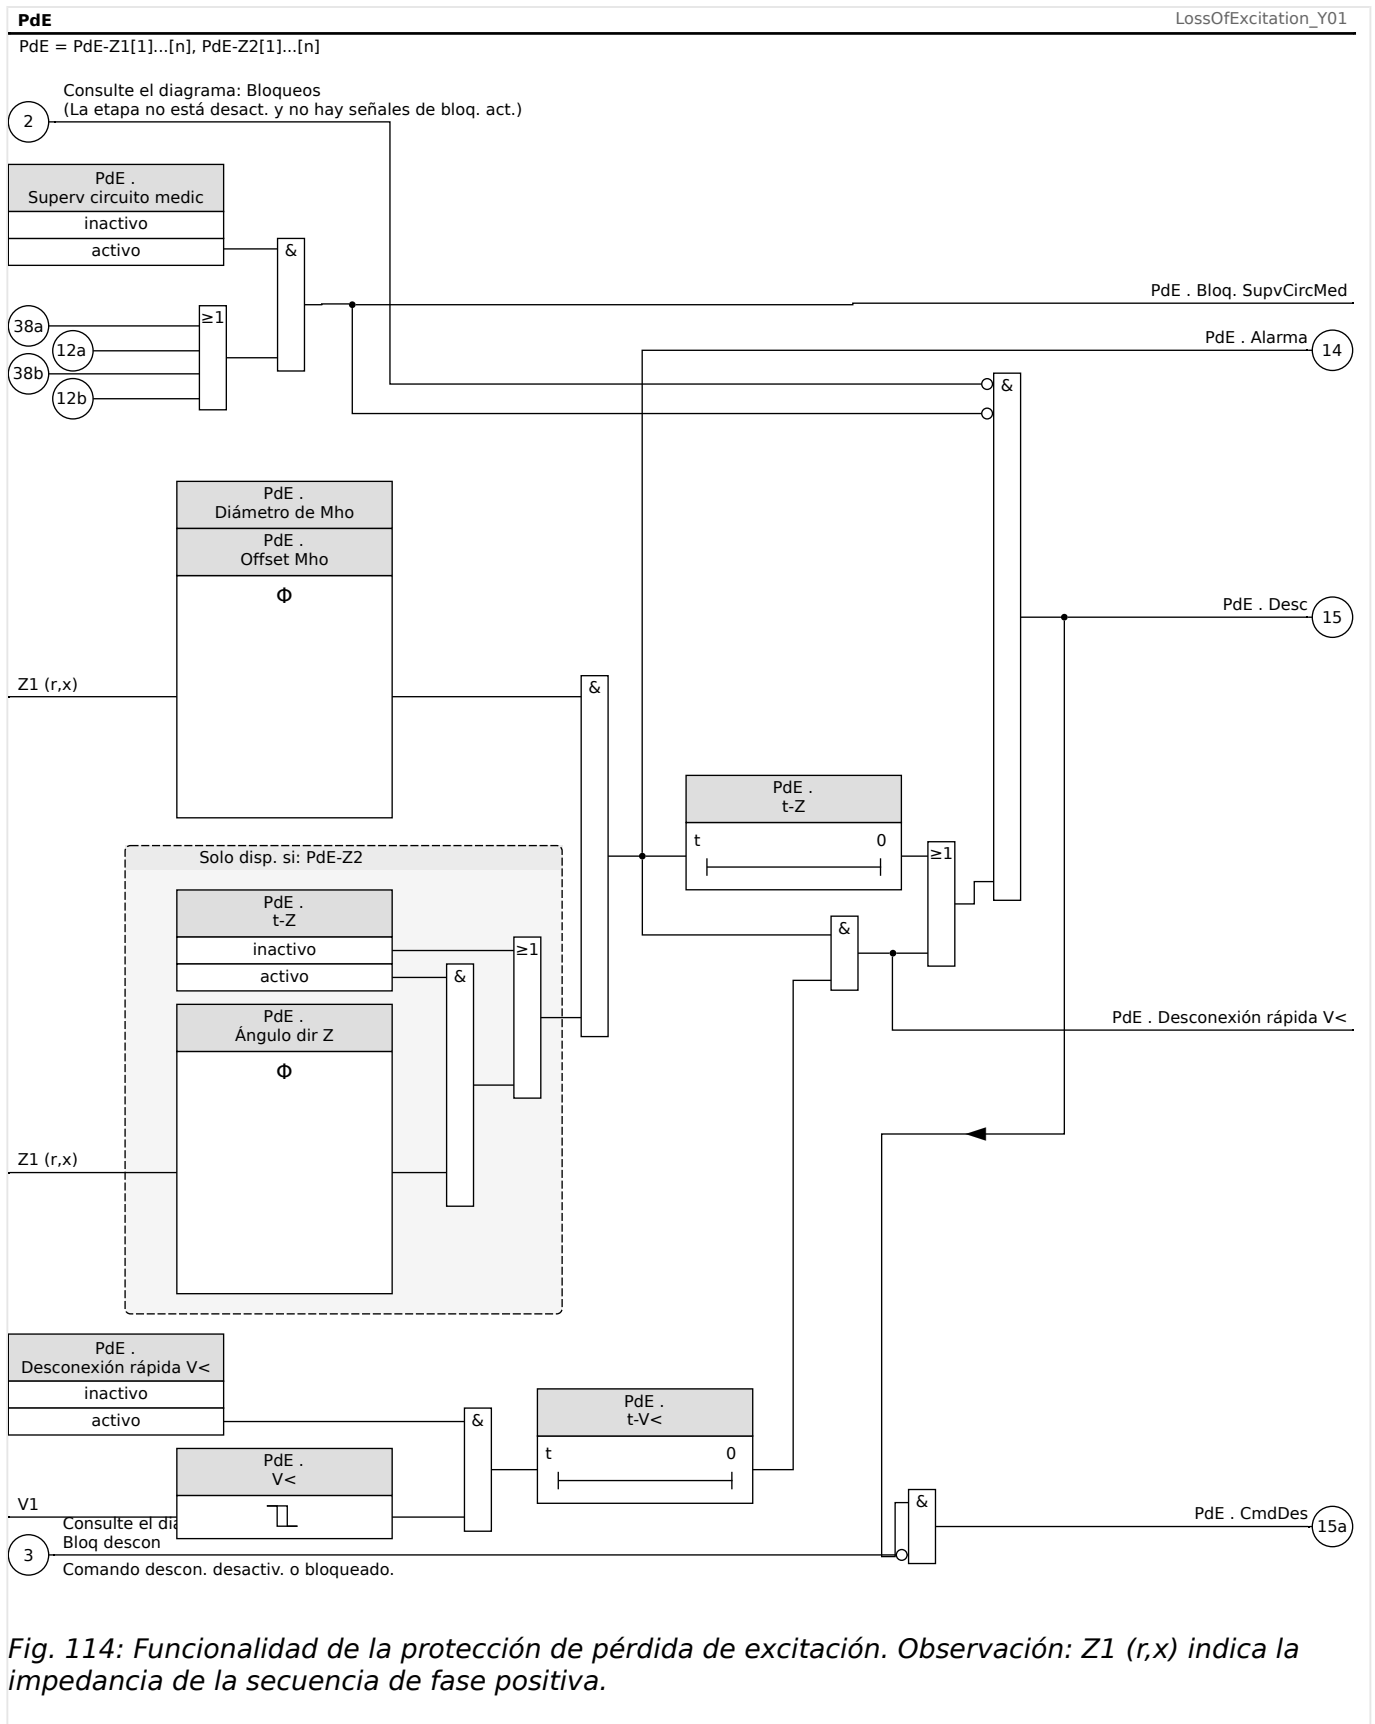 PdE
LossOfExcitation_Y01
PdE = PdE-Z1[1]...[n], PdE-Z2[1]...[n]
Consulte el diagrama: Bloqueos
(La etapa no está desact. y no hay señales de bloq. act.)
2
PdE .
Superv circuito medic
inactivo
activo
&
PdE . Bloq. SupvCircMed
38a
12a
38b
12b
≥1
PdE . Alarma
14
&
PdE .
Diámetro de Mho
PdE .
Offset Mho
Φ
PdE . Desc
15
Z1 (r,x)
&
PdE .
t-Z
t 0
≥1
Solo disp. si: PdE-Z2
PdE .
t-Z
inactivo
activo
&
≥1
&
PdE .
Ángulo dir Z
Φ
PdE . Desconexión rápida V<
Z1 (r,x)
PdE .
Desconexión rápida V<
inactivo
activo
&
PdE .
t-V<
t 0
PdE .
V<
V1
Consulte el
Bloq descon
3
Comando descon. desactiv. o bloqueado.
&
PdE . CmdDes
15a
Fig. 114: Funcionalidad de la protección de pérdida de excitación. Observación: Z1 (r,x) indica la
impedancia de la secuencia de fase positiva.